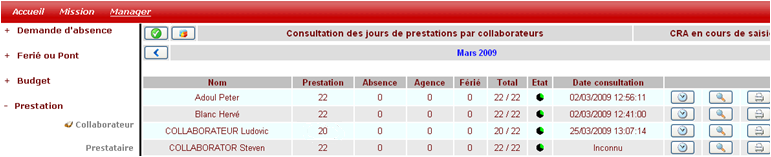 Accueil Mission Manager
+ Demande d'absence
+ Ferié ou Pont
+ Budget
- Prestation
Collaborateur
Prestataire
Consultation des jours de prestations par collaborateurs CRA en cours de saisi
Mars 2009
Nom Prestation Absence Agence Férié Total Etat Date consultation
Adoul Peter 22 0 0 0 22 / 22 02/03/2009 12:56:11
Blanc Hervé 22 0 0 0 22 / 22 02/03/2009 12:41:00
COLLABORATEUR Ludovic 20 0 0 0 20 / 22 25/03/2009 13:07:14
COLLABORATOR Steven 22 0 0 0 22 / 22 Inconnu